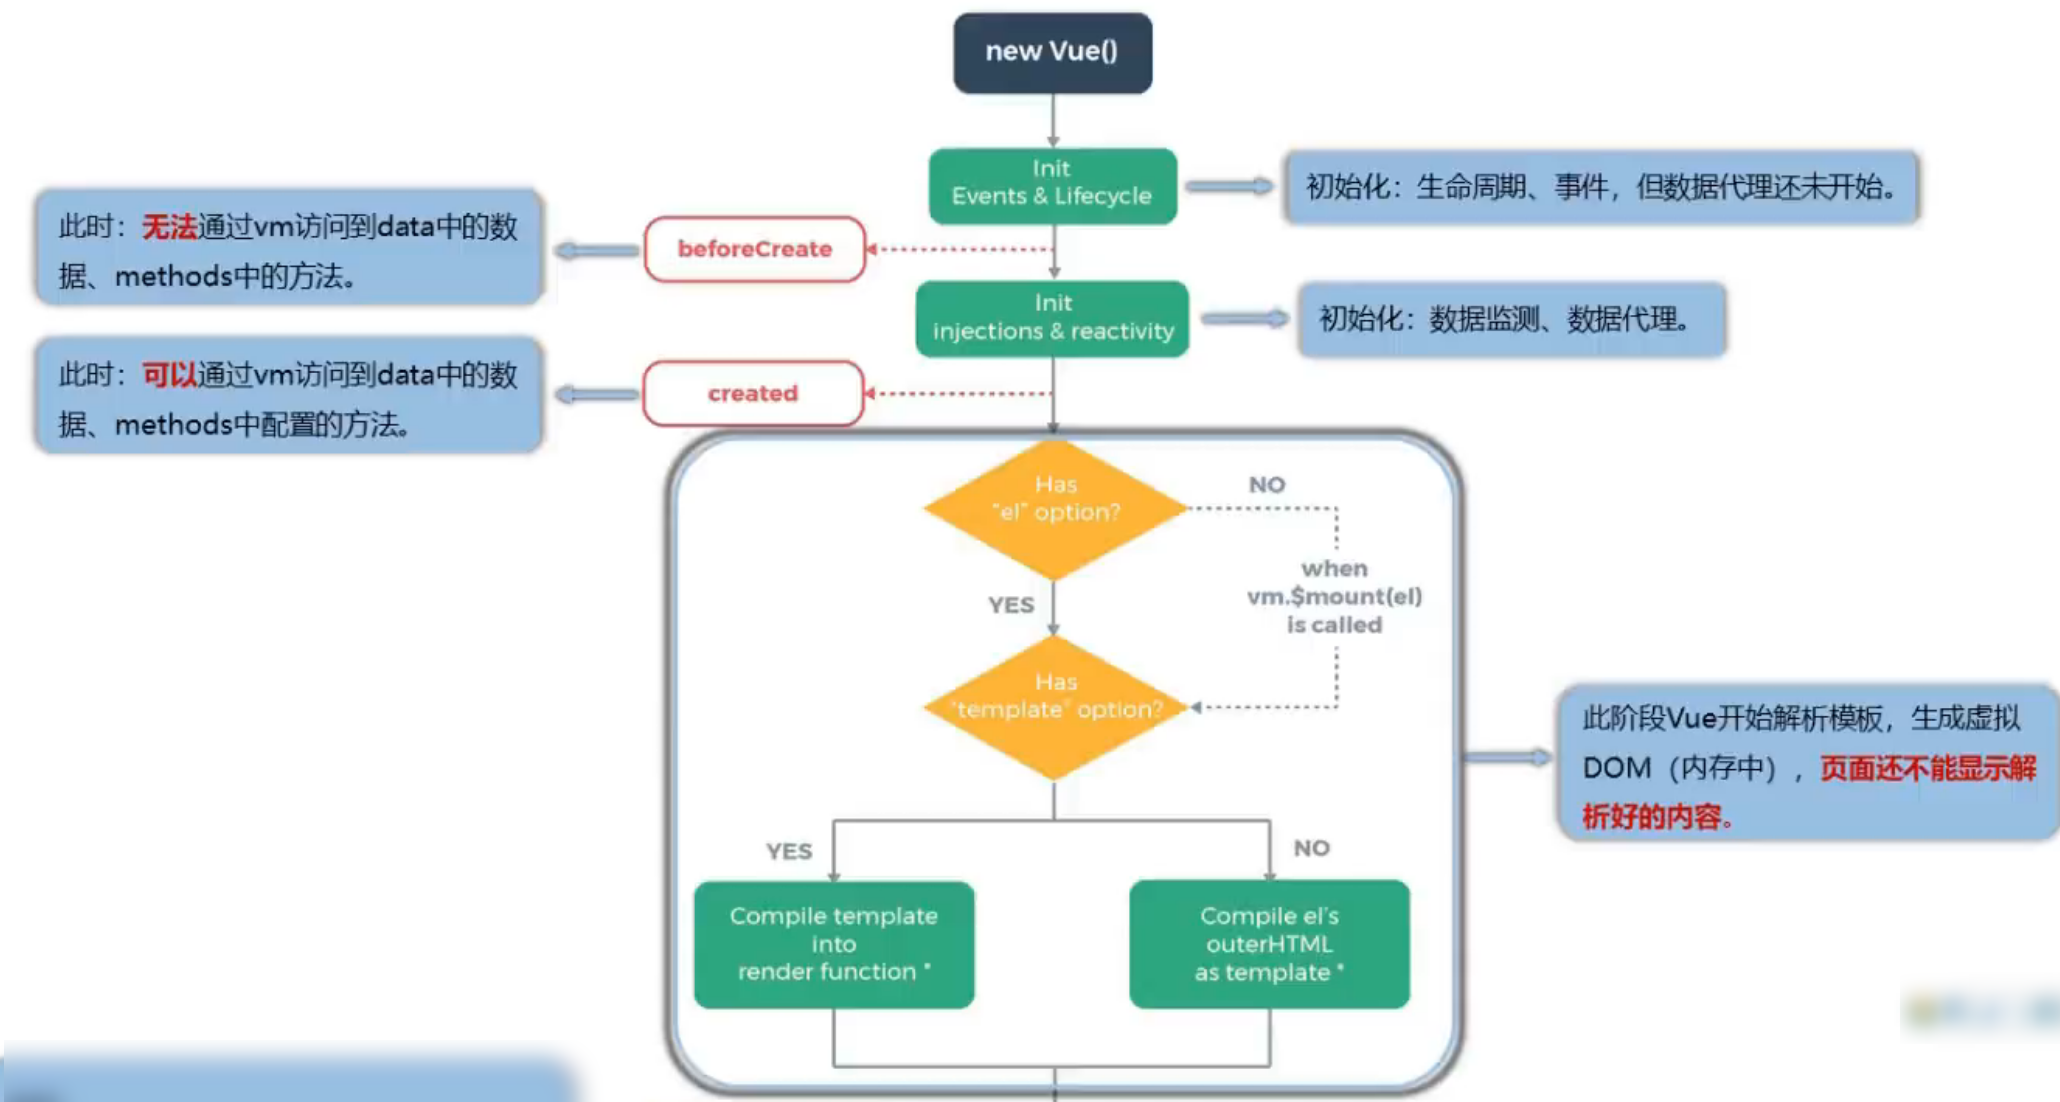 new Vue()
Init
Events & Lifecycle
初始化：生命周期、事件，但数据代理还未开始。
此时：无法通过vm访问到data中的数
据、methods中的方法。
beforeCreate
Init
injections & reactivity
初始化：数据监测、数据代理。
此时：可以通过vm访问到data中的数
据、methods中配置的方法。
created
Has
"el" option?
NO
when
vm.$mount(el)
is called
YES
Has
"template" option?
此阶段Vue开始解析模板，生成虚拟
DOM（内存中），页面还不能显示解
析好的内容。
YES
NO
Compile template
into
render function *
Compile el's
outerHTML
as template *